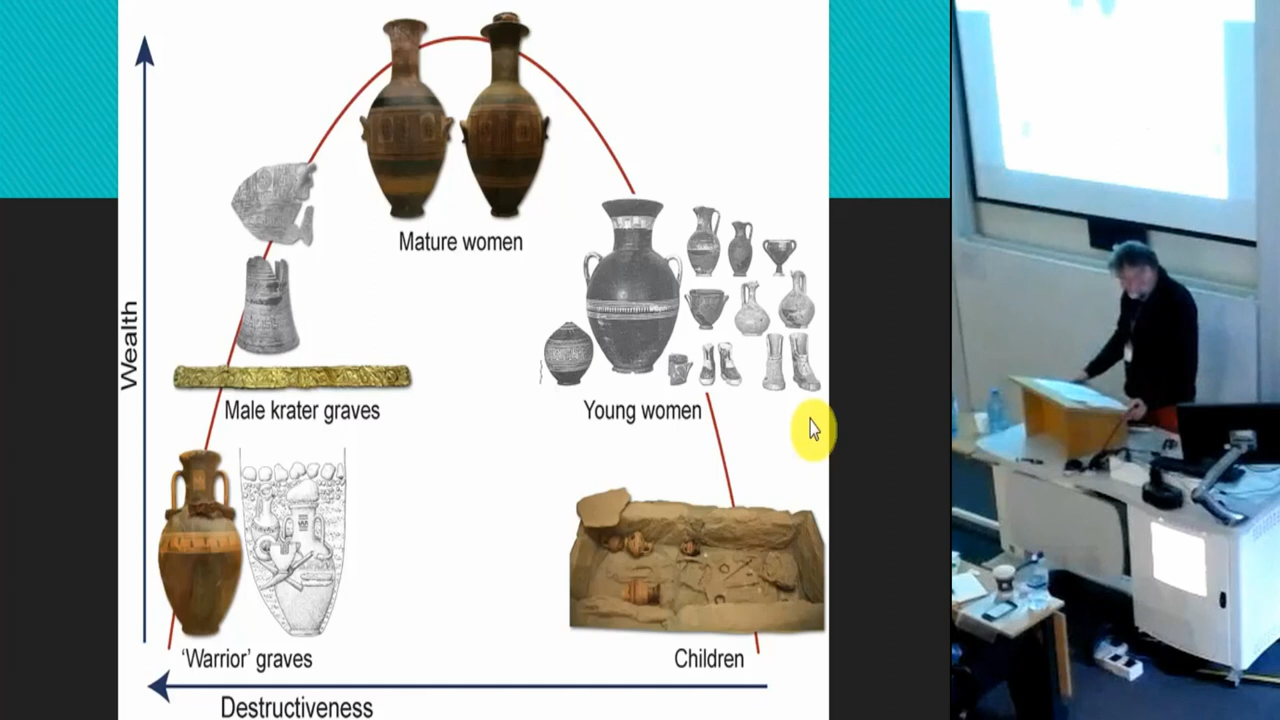 Mature women
Wealth
Male krater graves
Young women
'Warrior' graves
Children
Destructiveness